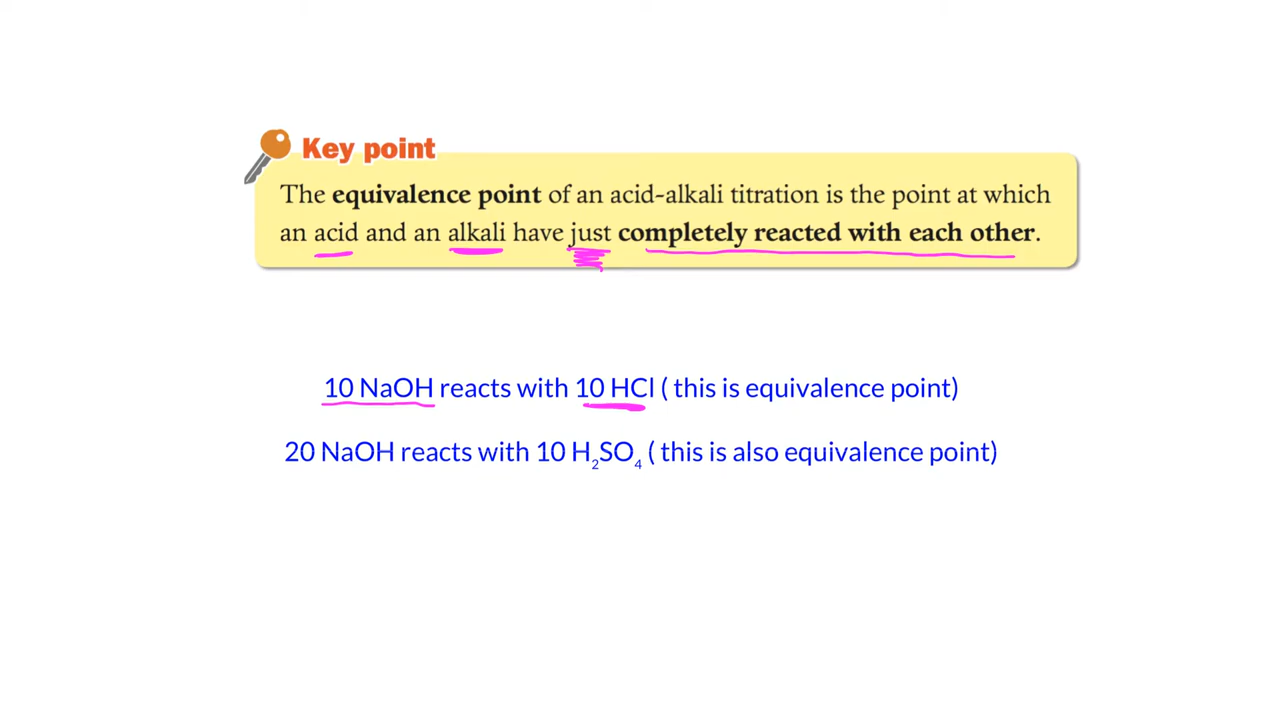 Key point
The equivalence point of an acid-alkali titration is the point at which
an acid and an alkali have just completely reacted with each other.
10 NaOH reacts with 10 HCl ( this is equivalence point)
20 NaOH reacts with 10 H₂SO₄ ( this is also equivalence point)